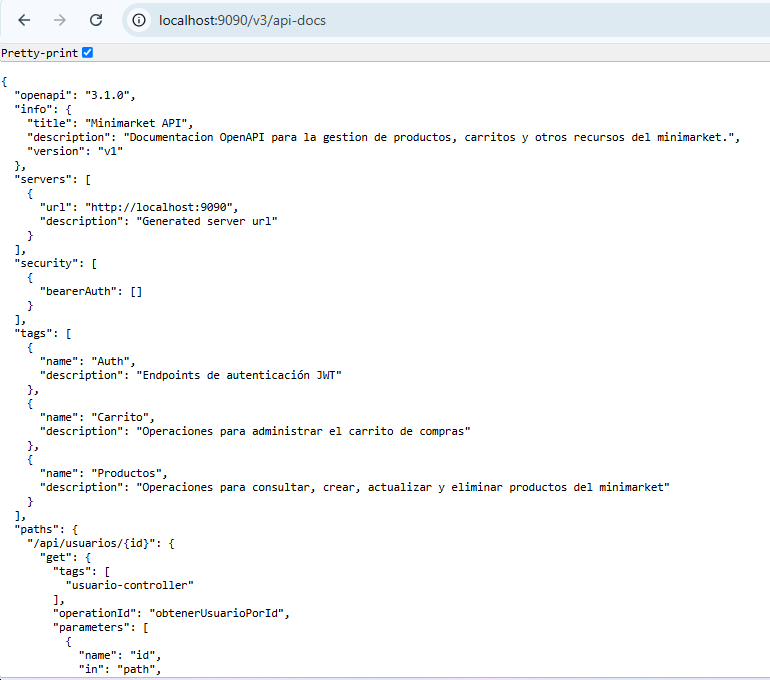 localhost:9090/v3/api-docs
Pretty-print
{
  "openapi": "3.1.0",
  "info": {
    "title": "Minimarket API",
    "description": "Documentacion OpenAPI para la gestion de productos, carritos y otros recursos del minimarket.",
    "version": "v1"
  },
  "servers": [
    {
      "url": "http://localhost:9090",
      "description": "Generated server url"
    }
  ],
  "security": [
    {
      "bearerAuth": []
    }
  ],
  "tags": [
    {
      "name": "Auth",
      "description": "Endpoints de autenticación JWT"
    },
    {
      "name": "Carrito",
      "description": "Operaciones para administrar el carrito de compras"
    },
    {
      "name": "Productos",
      "description": "Operaciones para consultar, crear, actualizar y eliminar productos del minimarket"
    }
  ],
  "paths": {
    "/api/usuarios/{id}": {
      "get": {
        "tags": [
          "usuario-controller"
        ],
        "operationId": "obtenerUsuarioPorId",
        "parameters": [
          {
            "name": "id",
            "in": "path",